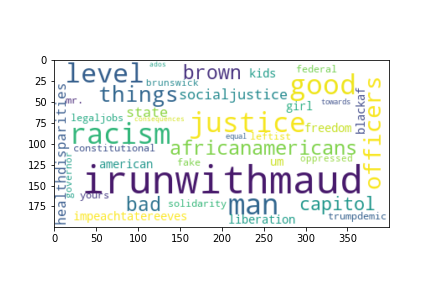 0
ados
level brown kids federal
25
brunswick good
things socialjustice
50
mr. girl towards
legaljobs state justice blackaf
75
consequences freedom officers
racism equal leftist
100
constitutional africanamericans
american fake um oppressed
125
healthdisparities governor irunwithmaud
150
yours bad solidarity man capitol
175
impeachtatereeves liberation trumpdemic
0 50 100 150 200 250 300 350